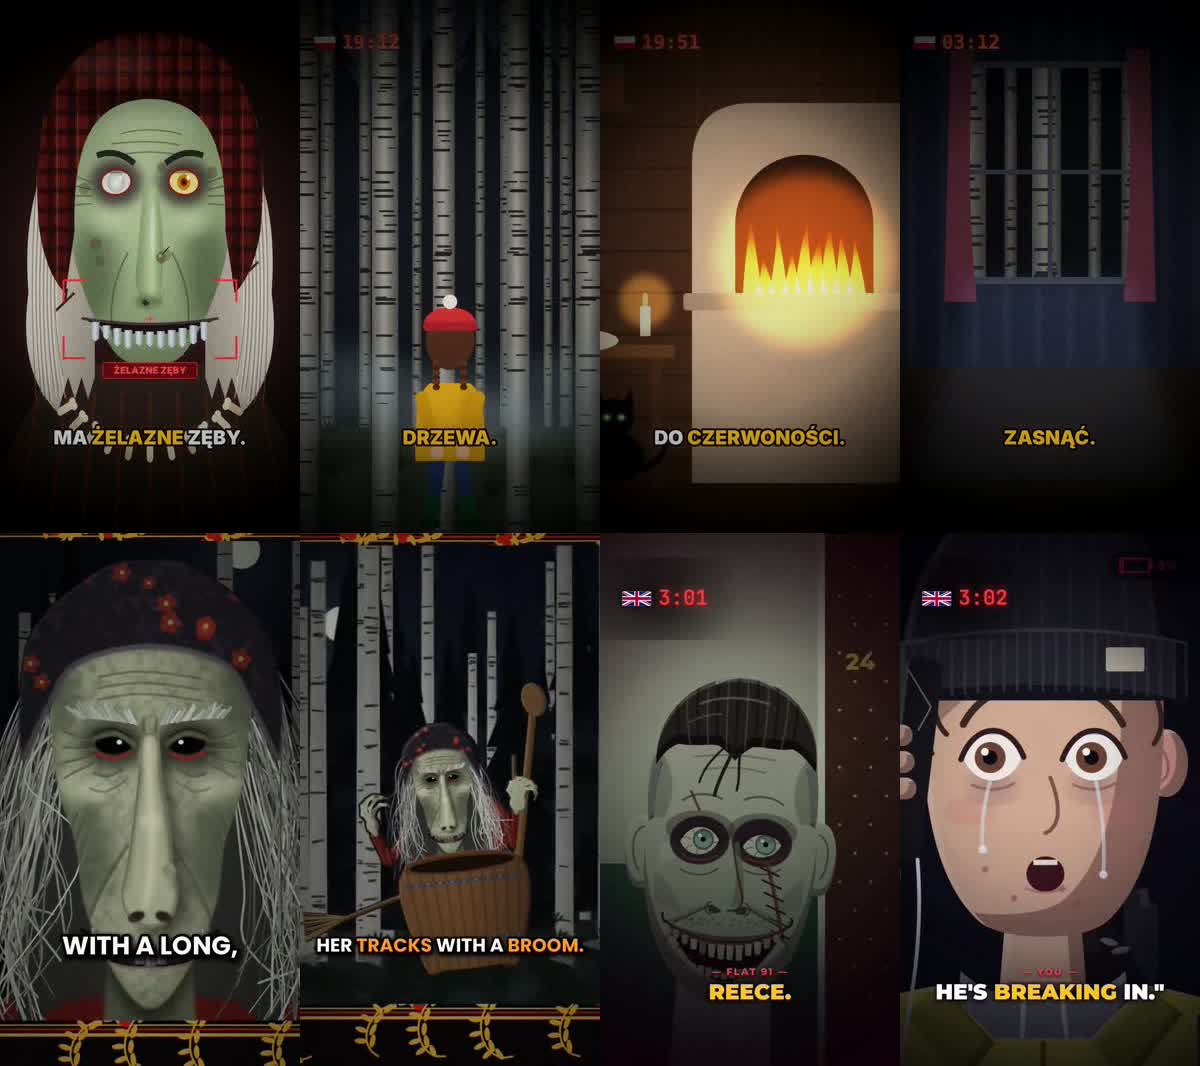 ŻELAZNE ZĘBY
MA ŻELAZNE ZĘBY.
19:12
DRZEWA.
19:51
DO CZERWONOŚCI.
03:12
ZASNĄĆ.
WITH A LONG,
HER TRACKS WITH A BROOM.
3:01
24
— FLAT 91 —
REECE.
3:02
— YOU —
HE'S BREAKING IN."